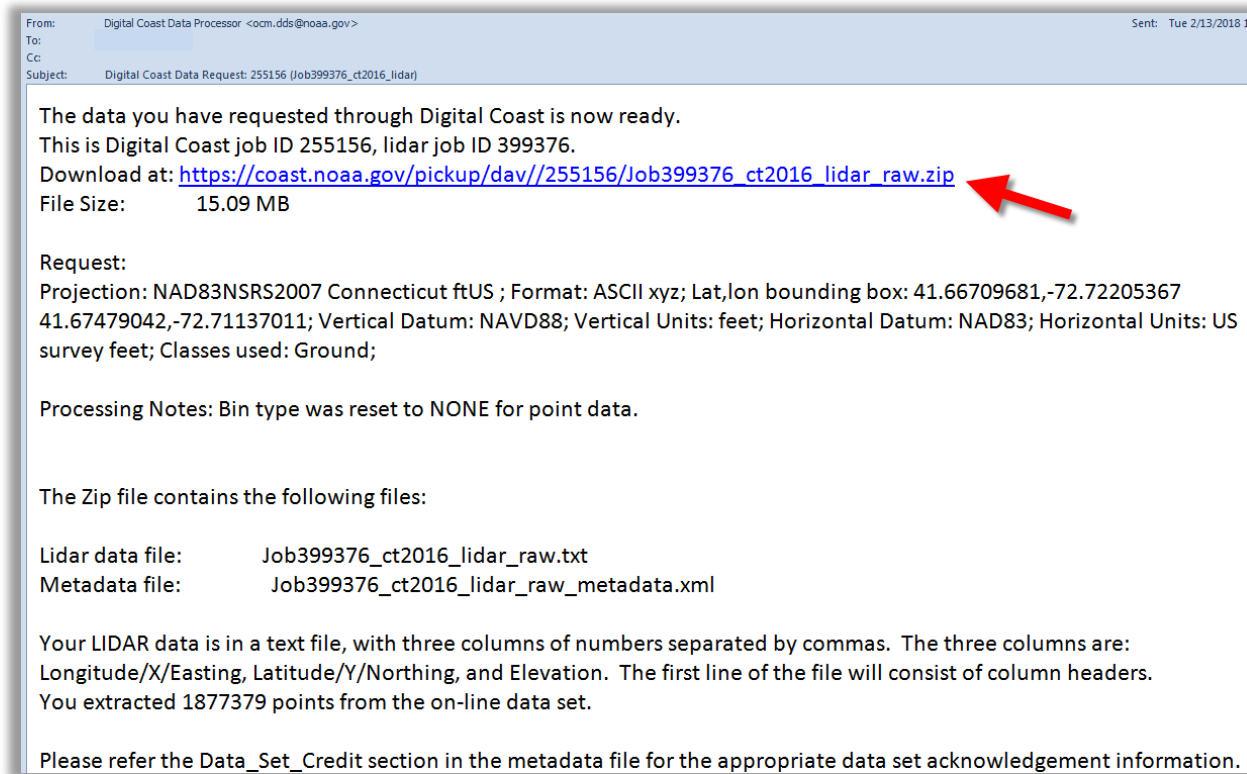 From: Digital Coast Data Processor <ocm.dds@noaa.gov> Sent: Tue 2/13/2018 1
To:
Cc:
Subject: Digital Coast Data Request: 255156 (Job399376_ct2016_lidar)
The data you have requested through Digital Coast is now ready.
This is Digital Coast job ID 255156, lidar job ID 399376.
Download at: https://coast.noaa.gov/pickup/dav//255156/Job399376_ct2016_lidar_raw.zip
File Size: 15.09 MB
Request:
Projection: NAD83NSRS2007 Connecticut ftUS ; Format: ASCII xyz; Lat,lon bounding box: 41.66709681,-72.72205367
41.67479042,-72.71137011; Vertical Datum: NAVD88; Vertical Units: feet; Horizontal Datum: NAD83; Horizontal Units: US
survey feet; Classes used: Ground;
Processing Notes: Bin type was reset to NONE for point data.
The Zip file contains the following files:
Lidar data file: Job399376_ct2016_lidar_raw.txt
Metadata file: Job399376_ct2016_lidar_raw_metadata.xml
Your LIDAR data is in a text file, with three columns of numbers separated by commas. The three columns are:
Longitude/X/Easting, Latitude/Y/Northing, and Elevation. The first line of the file will consist of column headers.
You extracted 1877379 points from the on-line data set.
Please refer the Data_Set_Credit section in the metadata file for the appropriate data set acknowledgement information.